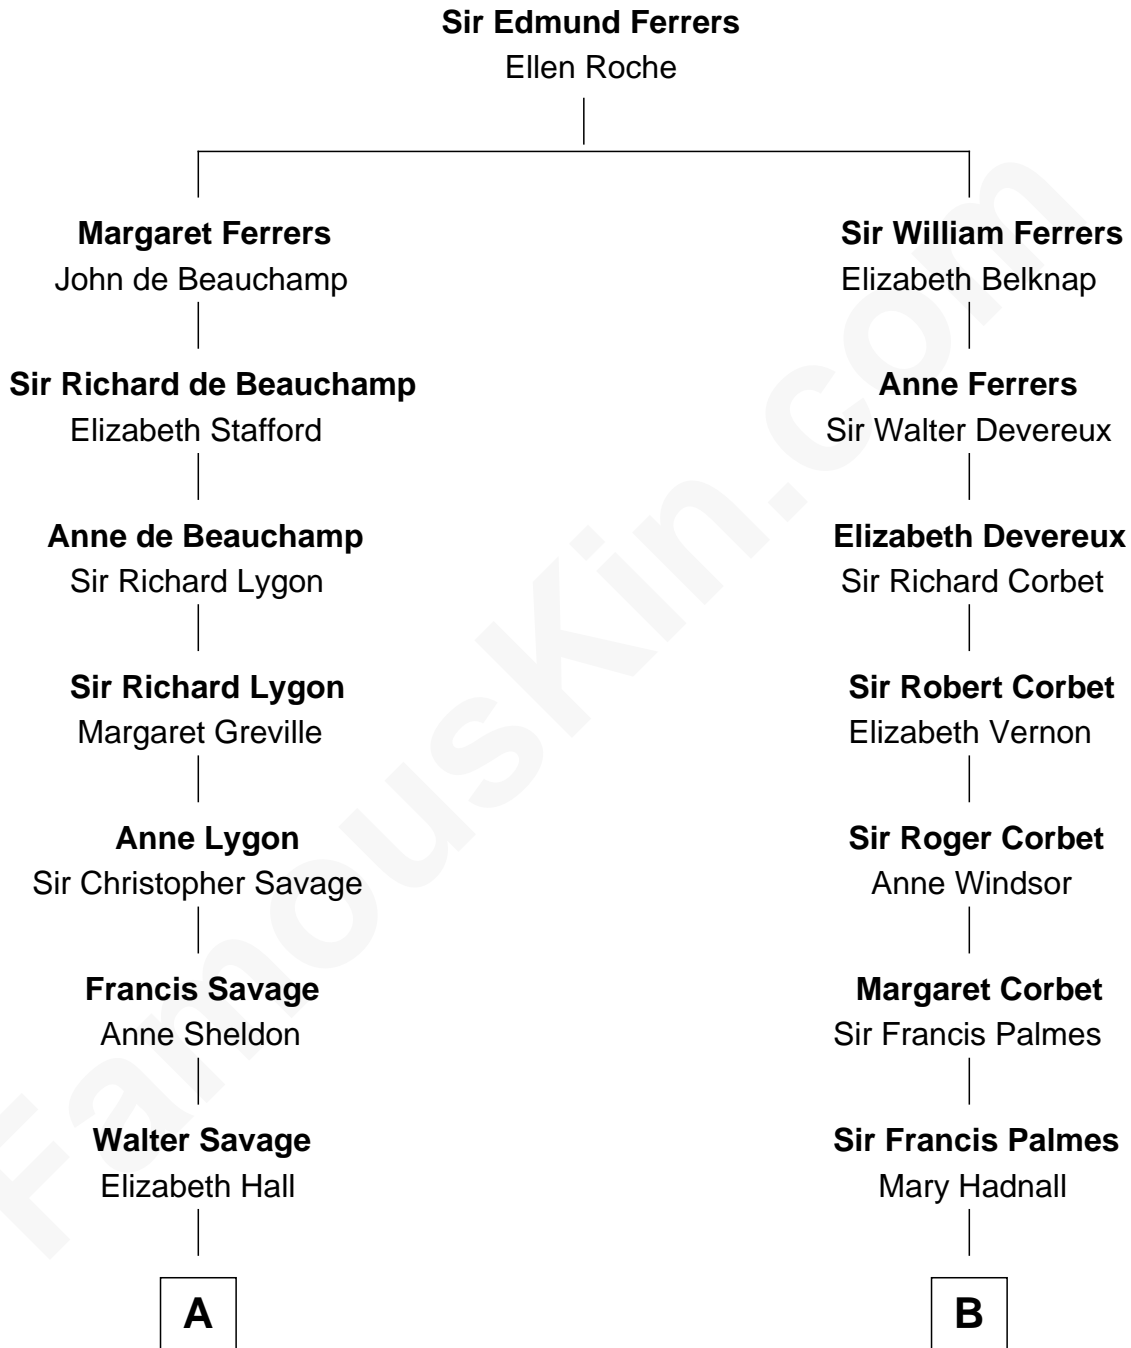 Sir Edmund Ferrers
Ellen Roche
Margaret Ferrers
John de Beauchamp
Sir William Ferrers
Elizabeth Belknap
Sir Richard de Beauchamp
Elizabeth Stafford
Anne Ferrers
Sir Walter Devereux
Anne de Beauchamp
Sir Richard Lygon
Elizabeth Devereux
Sir Richard Corbet
Sir Richard Lygon
Margaret Greville
Sir Robert Corbet
Elizabeth Vernon
Anne Lygon
Sir Christopher Savage
Sir Roger Corbet
Anne Windsor
Francis Savage
Anne Sheldon
Margaret Corbet
Sir Francis Palmes
Walter Savage
Elizabeth Hall
Sir Francis Palmes
Mary Hadnall
A
B
FamousKin.com